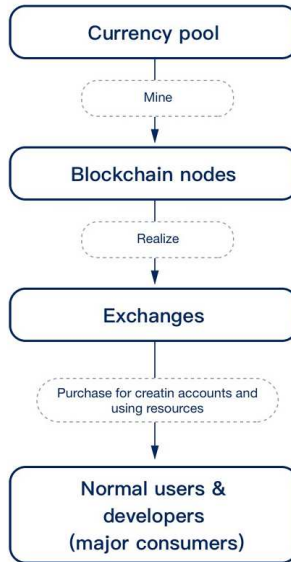 Currency pool
Mine
Blockchain nodes
Realize
Exchanges
Purchase for creatin accounts and
using resources
Normal users &
developers
(major consumers)